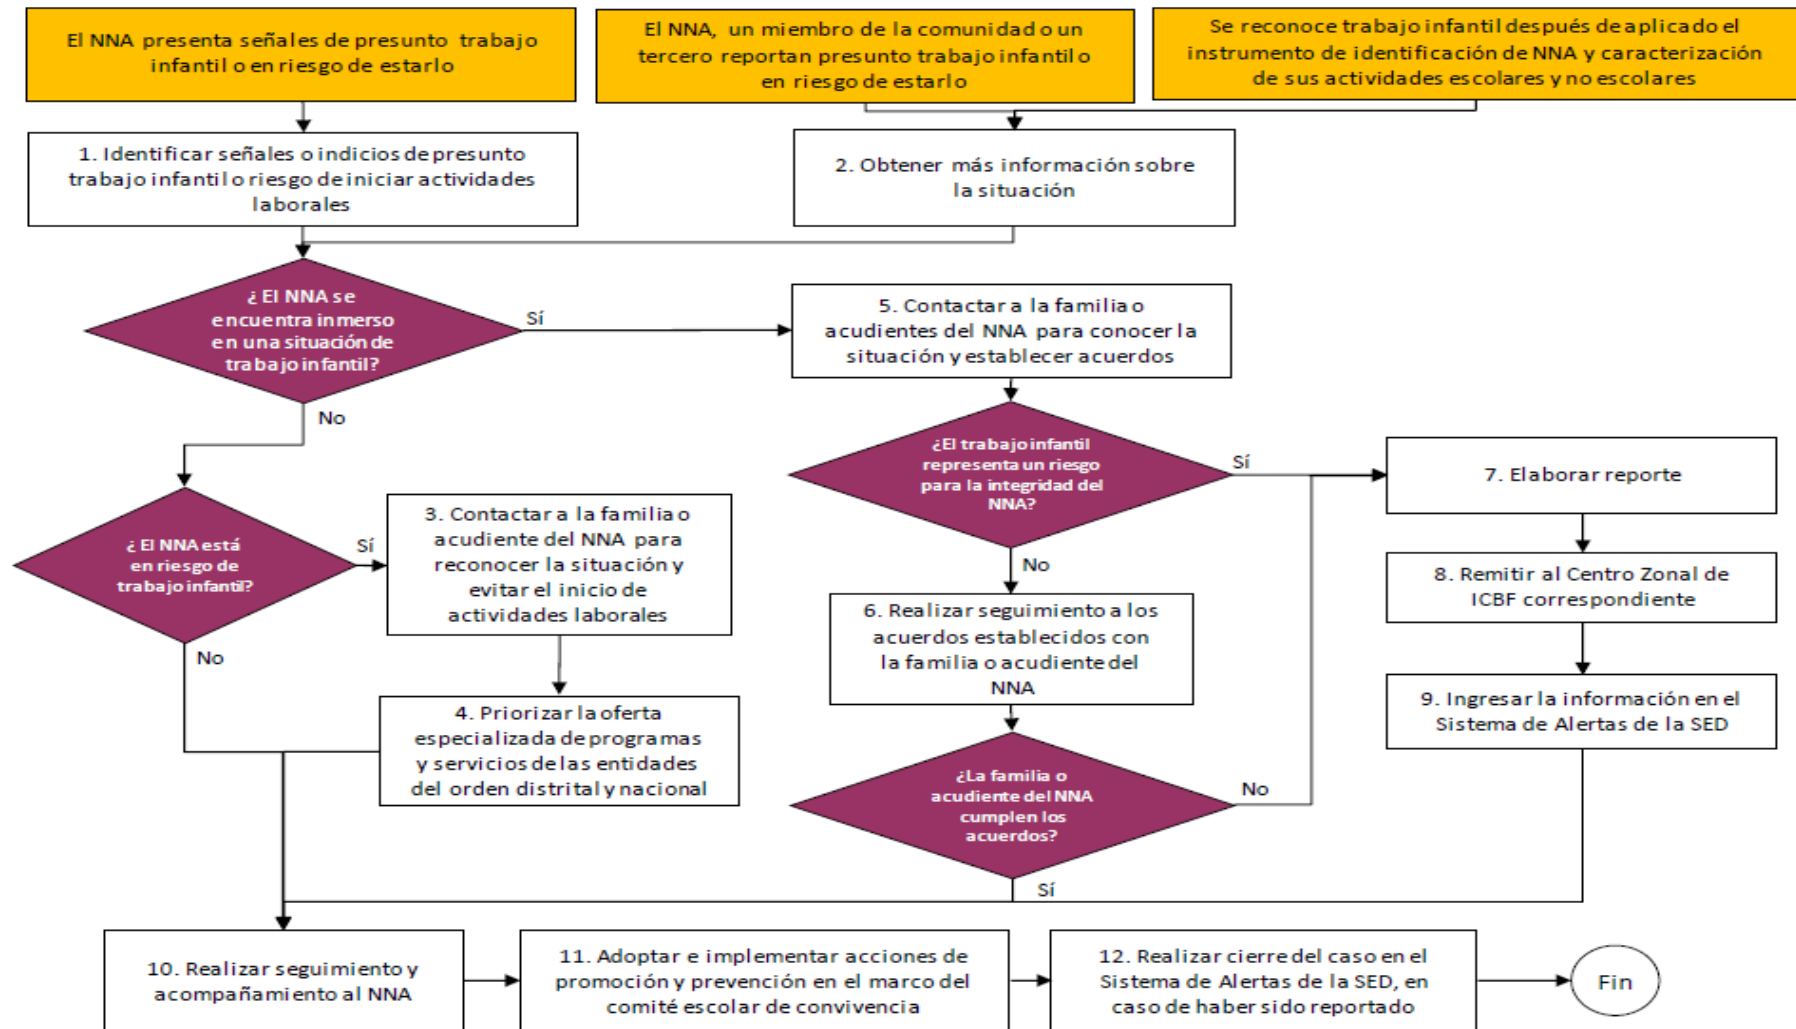 El NNA presenta señales de presunto trabajo
infantil o en riesgo de estarlo
El NNA, un miembro de la comunidad o un
tercero reportan presunto trabajo infantil o
en riesgo de estarlo
Se reconoce trabajo infantil después de aplicado el
instrumento de identificación de NNA y caracterización
de sus actividades escolares y no escolares
1. Identificar señales o indicios de presunto
trabajo infantil o riesgo de iniciar actividades
laborales
2. Obtener más información sobre
la situación
¿ El NNA se
encuentra inmerso
en una situación de
trabajo infantil?
Sí
No
5. Contactar a la familia o
acudientes del NNA para conocer la
situación y establecer acuerdos
¿El trabajo infantil
representa un riesgo
para la integridad del
NNA?
Sí
No
7. Elaborar reporte
¿ El NNA está
en riesgo de
trabajo infantil?
Sí
No
3. Contactar a la familia o
acudiente del NNA para
reconocer la situación y
evitar el inicio de
actividades laborales
6. Realizar seguimiento a los
acuerdos establecidos con
la familia o acudiente del
NNA
8. Remitir al Centro Zonal de
ICBF correspondiente
4. Priorizar la oferta
especializada de programas
y servicios de las entidades
del orden distrital y nacional
9. Ingresar la información en el
Sistema de Alertas de la SED
¿La familia o
acudiente del NNA
cumplen los
acuerdos?
No
Sí
10. Realizar seguimiento y
acompañamiento al NNA
11. Adoptar e implementar acciones de
promoción y prevención en el marco del
comité escolar de convivencia
12. Realizar cierre del caso en el
Sistema de Alertas de la SED, en
caso de haber sido reportado
Fin